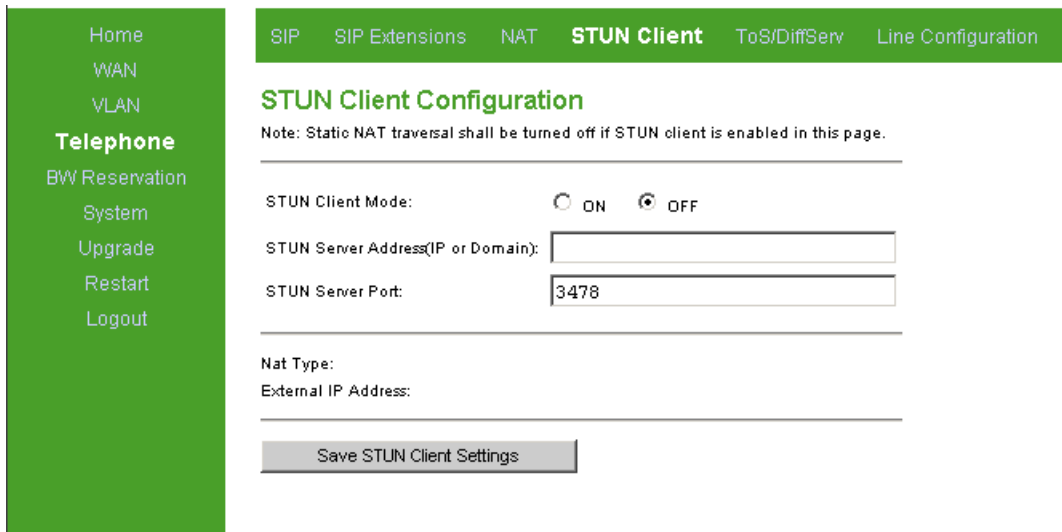 Home
WAN
VLAN
Telephone
BW Reservation
System
Upgrade
Restart
Logout
SIP SIP Extensions NAT STUN Client ToS/DiffServ Line Configuration
STUN Client Configuration
Note: Static NAT traversal shall be turned off if STUN client is enabled in this page.
STUN Client Mode: ON OFF
STUN Server Address(IP or Domain):
STUN Server Port: 3478
Nat Type:
External IP Address:
Save STUN Client Settings